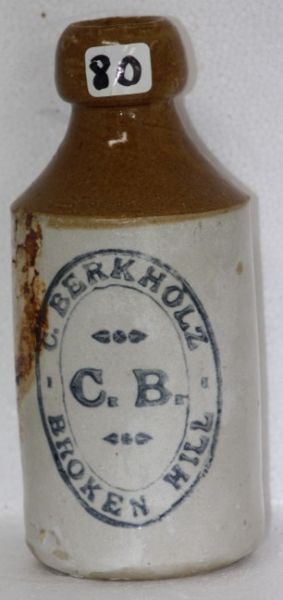 80
C. BERKHOLZ
C. B.
- BROKEN HILL -